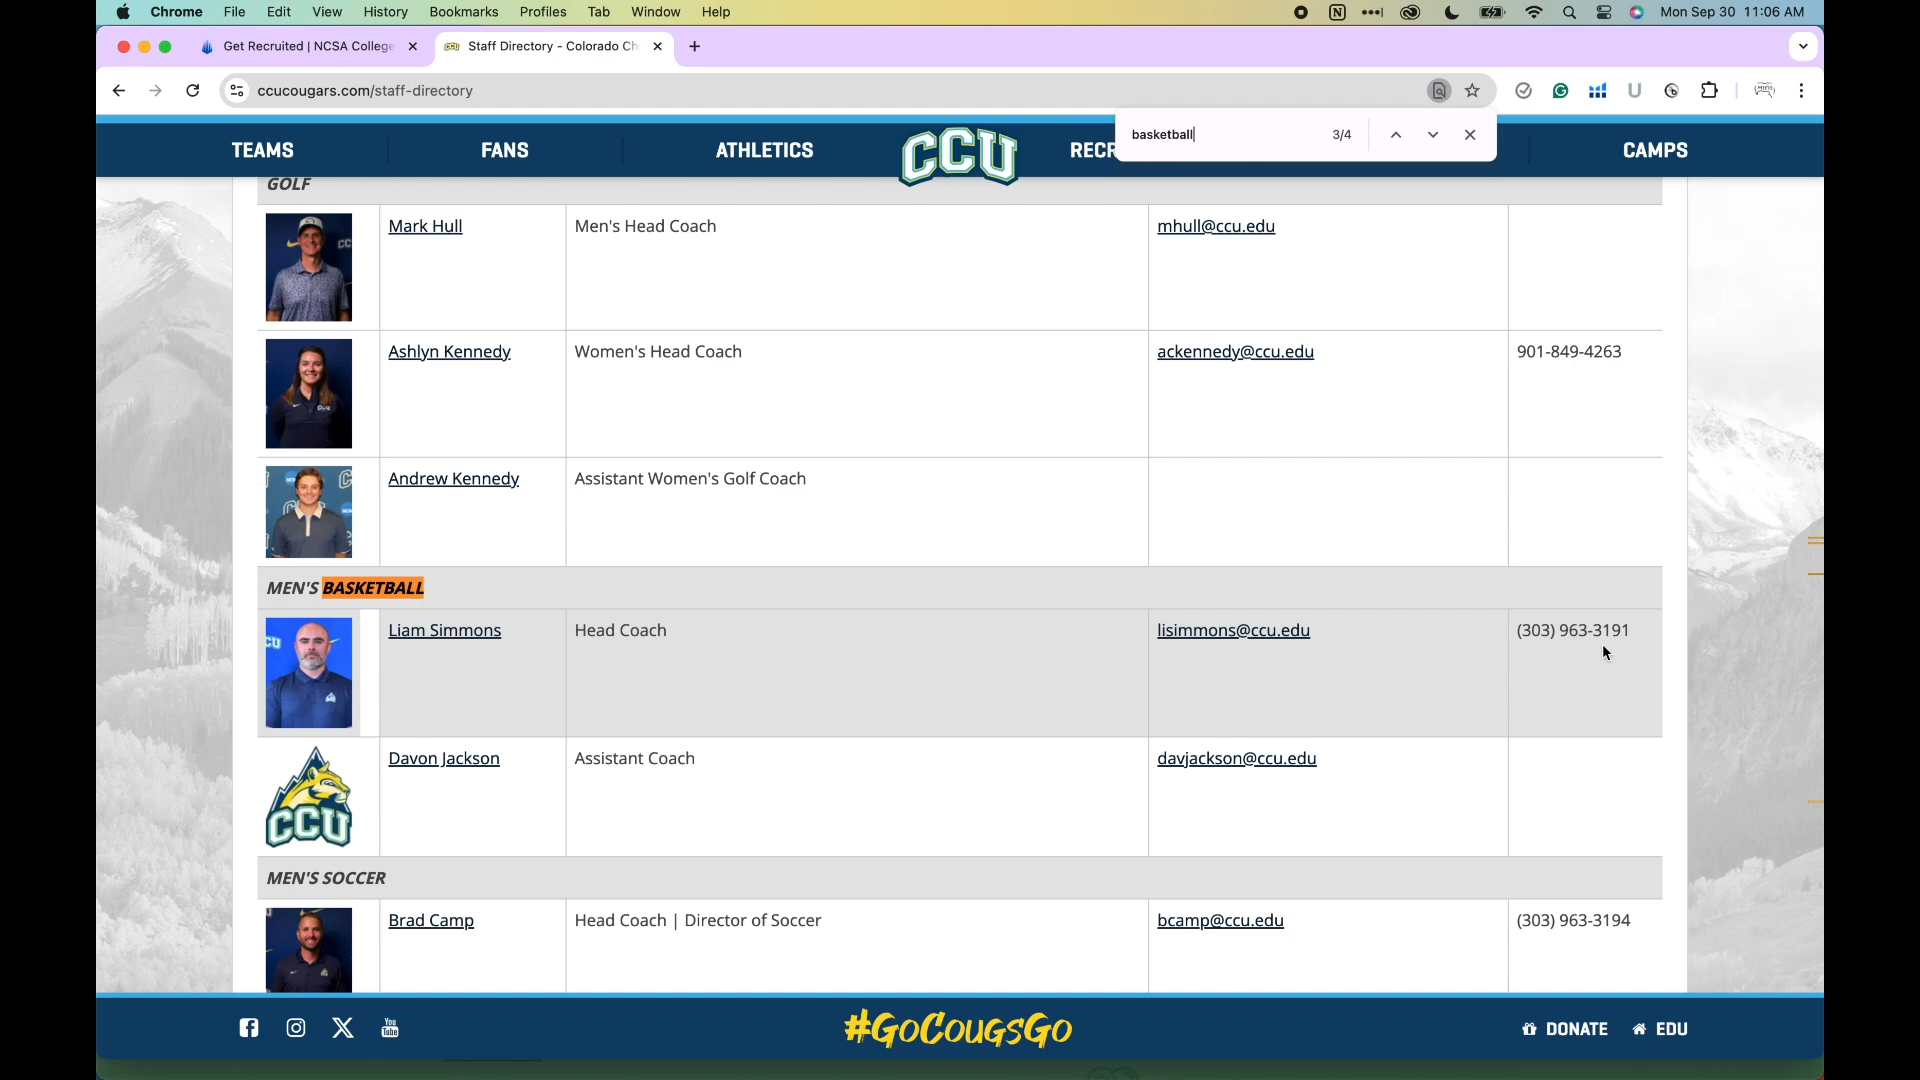 Chrome File Edit View History Bookmarks Profiles Tab Window Help Mon Sep 30 11:06 AM
Get Recruited | NCSA College Staff Directory - Colorado Ch
ccucougars.com/staff-directory
basketball 3/4
TEAMS FANS ATHLETICS CCU RECR CAMPS
GOLF
Mark Hull Men's Head Coach mhull@ccu.edu
Ashlyn Kennedy Women's Head Coach ackennedy@ccu.edu 901-849-4263
Andrew Kennedy Assistant Women's Golf Coach
MEN'S BASKETBALL
Liam Simmons Head Coach lisimmons@ccu.edu (303) 963-3191
Davon Jackson Assistant Coach davjackson@ccu.edu
CCU
MEN'S SOCCER
Brad Camp Head Coach | Director of Soccer bcamp@ccu.edu (303) 963-3194
You Tube
#GoCougsGo
DONATE EDU